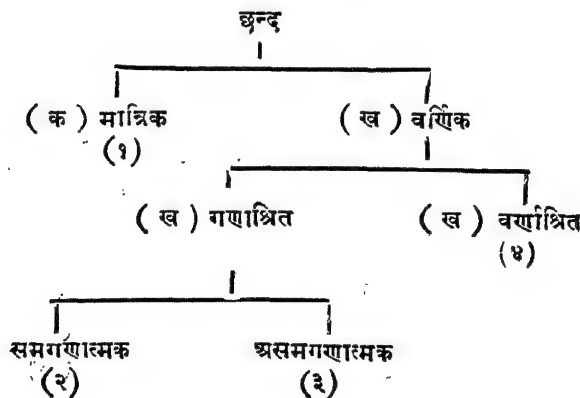 छन्द
( क ) मात्रिक ( ख ) वर्णिक
(१)
( ख ) गणाश्रित ( ख ) वर्णाश्रित
(४)
समगणात्मक असमगणात्मक
(२) (३)